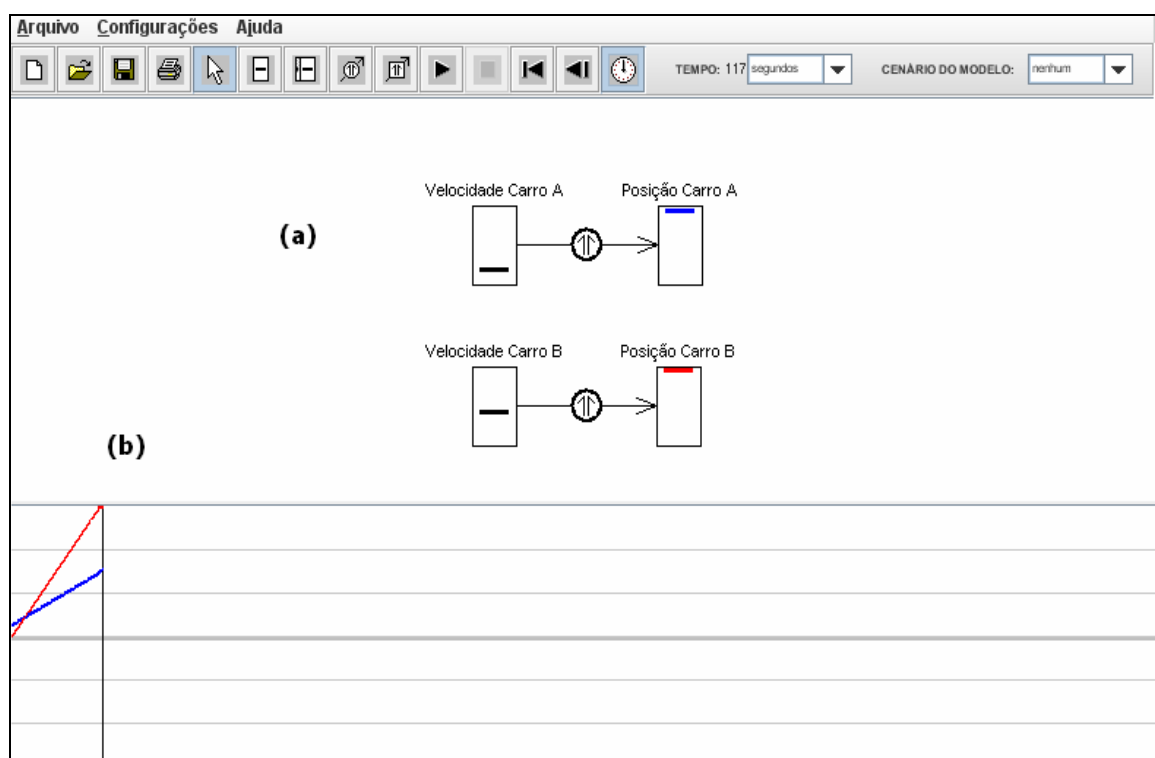 Arquivo Configurações Ajuda
TEMPO: 117 segundos CENÁRIO DO MODELO: nenhum
Velocidade Carro A Posição Carro A
(a)
Velocidade Carro B Posição Carro B
(b)